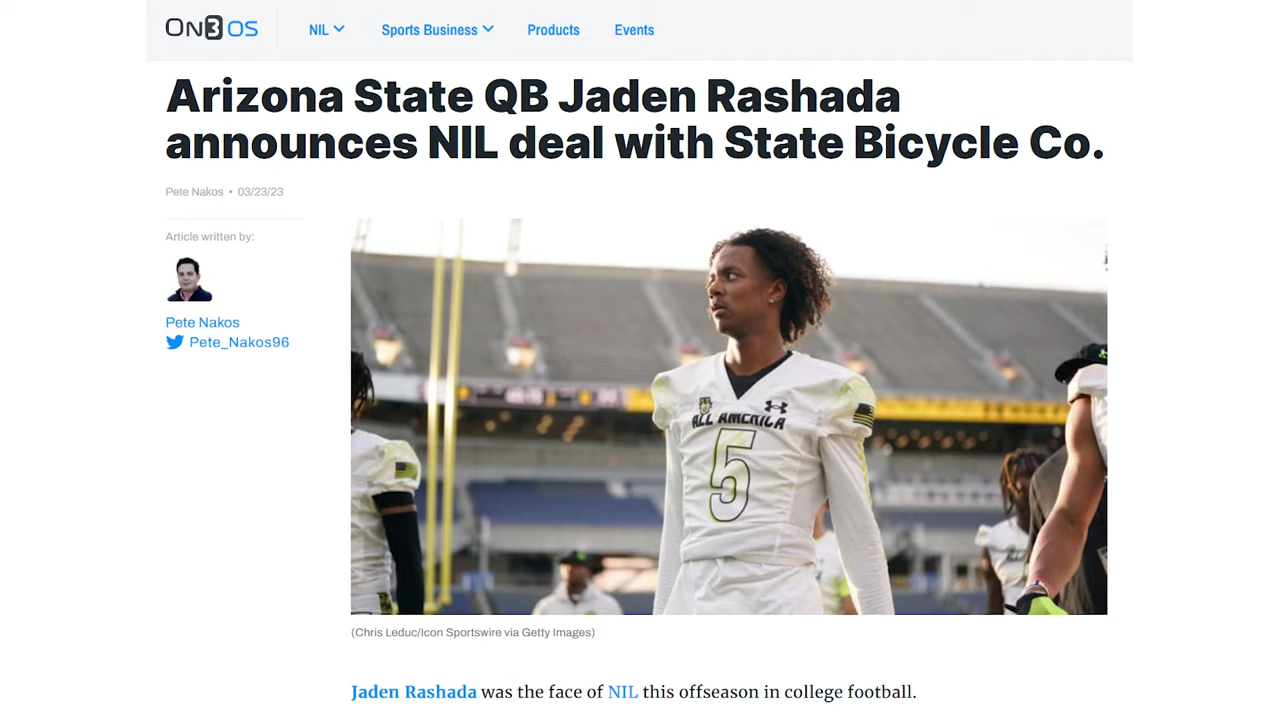 ON3 OS
NIL
Sports Business
Products
Events
Arizona State QB Jaden Rashada
announces NIL deal with State Bicycle Co.
Pete Nakos • 03/23/23
Article written by:
Pete Nakos
Pete_Nakos96
ALL AMERICA
5
(Chris Leduc/Icon Sportswire via Getty Images)
Jaden Rashada was the face of NIL this offseason in college football.